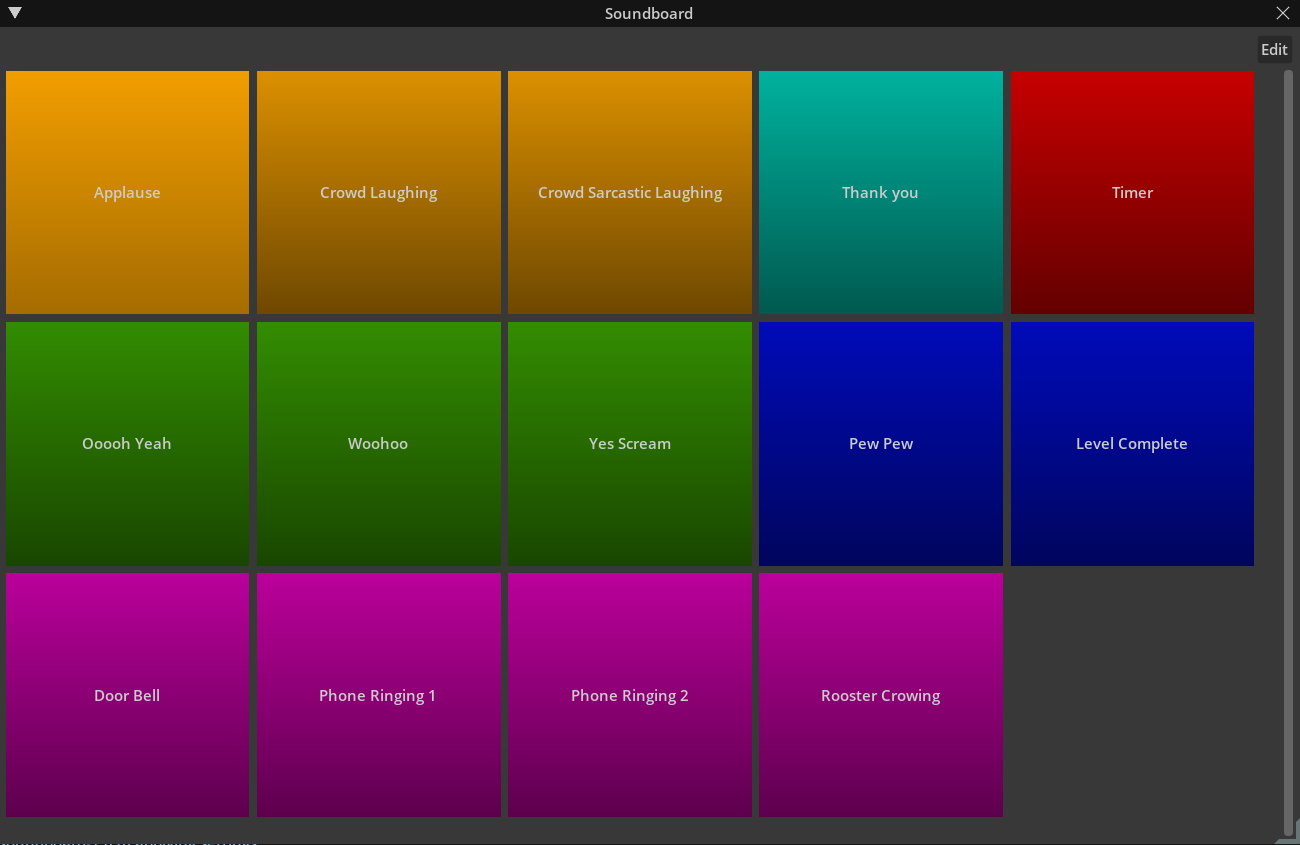 Soundboard
Edit
Applause
Crowd Laughing
Crowd Sarcastic Laughing
Thank you
Timer
Ooooh Yeah
Woohoo
Yes Scream
Pew Pew
Level Complete
Door Bell
Phone Ringing 1
Phone Ringing 2
Rooster Crowing